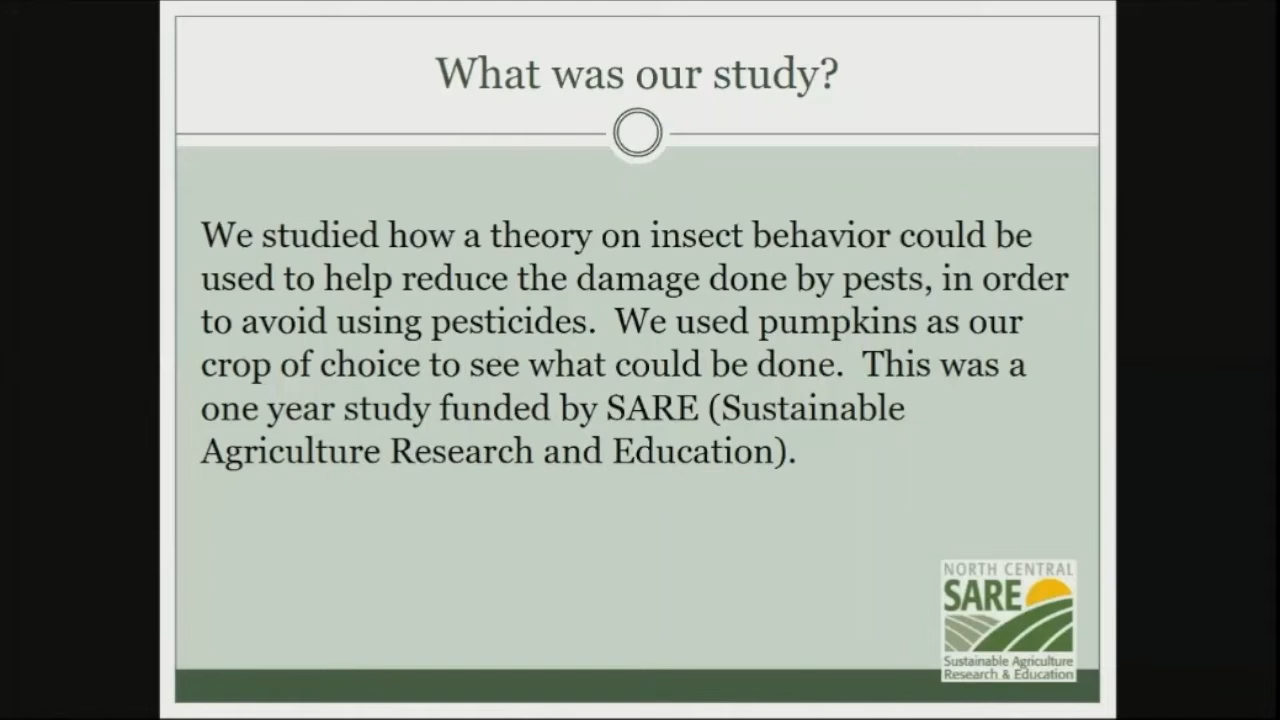 What was our study?
We studied how a theory on insect behavior could be
used to help reduce the damage done by pests, in order
to avoid using pesticides.  We used pumpkins as our
crop of choice to see what could be done.  This was a
one year study funded by SARE (Sustainable
Agriculture Research and Education).
NORTH CENTRAL
SARE
Sustainable Agriculture
Research & Education